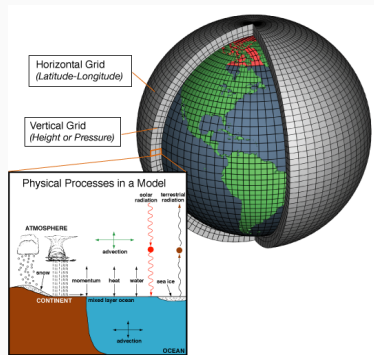 Horizontal Grid
(Latitude-Longitude)
Vertical Grid
(Height or Pressure)
Physical Processes in a Model
solar
radiation
terrestrial
radiation
ATMOSPHERE
advection
snow
momentum
heat
water
sea ice
CONTINENT
mixed layer ocean
advection
OCEAN